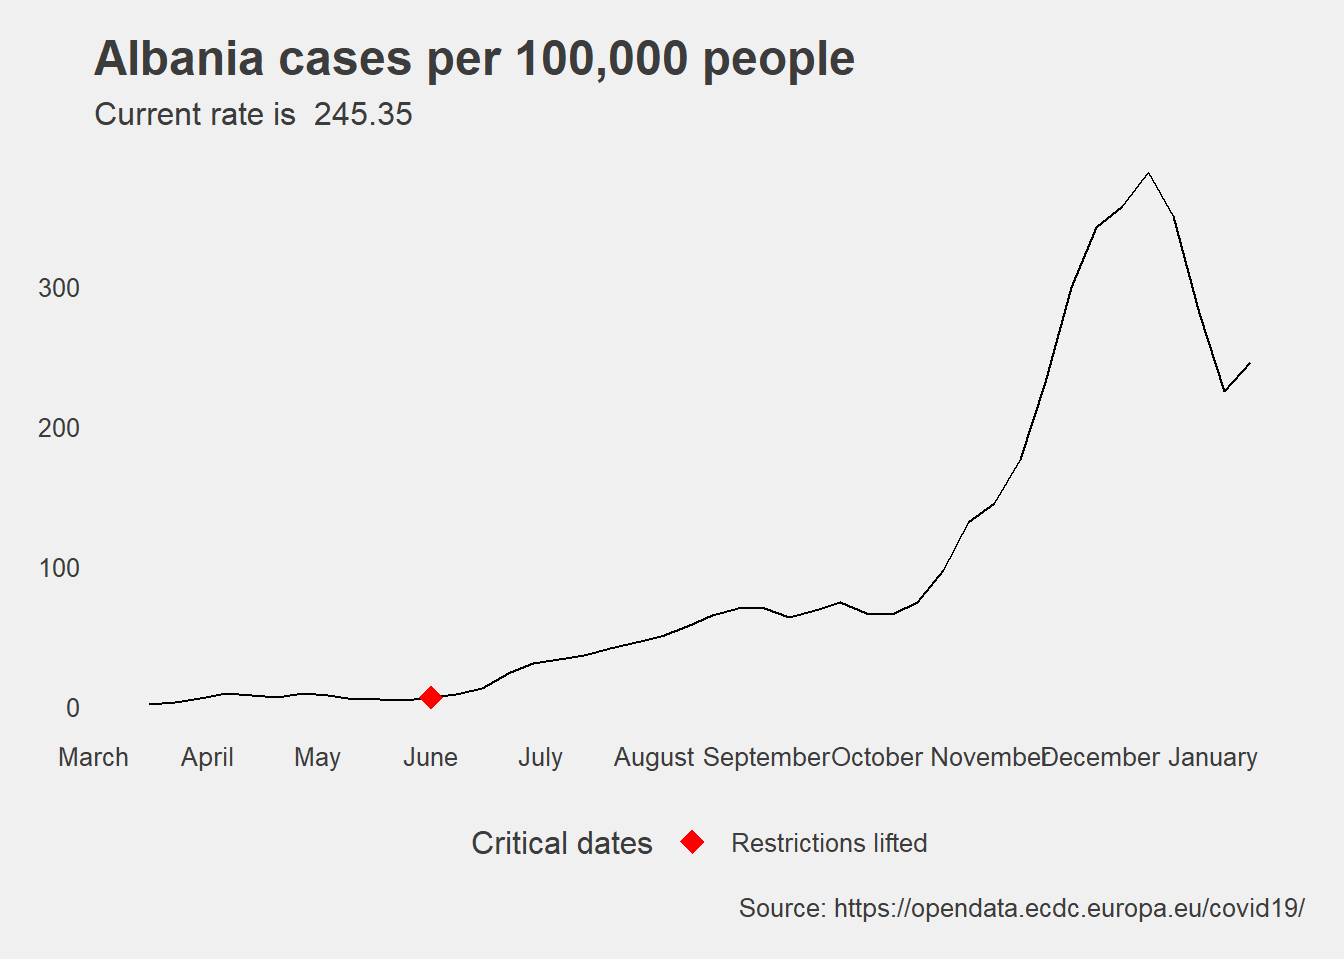 Albania cases per 100,000 people
Current rate is  245.35
300
200
100
0
March April May June July August September October November December January
Critical dates Restrictions lifted
Source: https://opendata.ecdc.europa.eu/covid19/